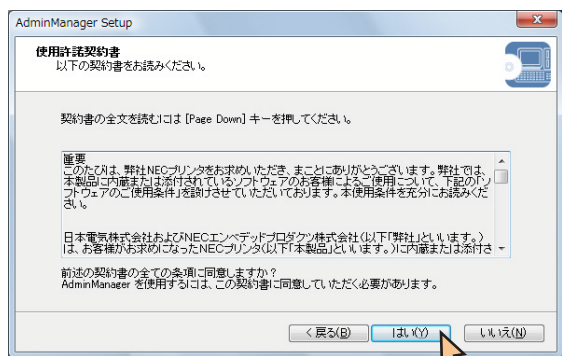 AdminManager Setup
使用許諾契約書
以下の契約書をお読みください。
契約書の全文を読むには [Page Down] キーを押してください。
重要
このたびは、弊社NECプリンタをお求めいただき、まことにありがとうございます。弊社では、
本製品に内蔵または添付されているソフトウェアのお客様によるご使用について、下記の「ソ
フトウェアのご使用条件」を設けさせていただいております。本使用条件を充分にお読みくだ
さい。
日本電気株式会社およびNECエンベデッドプロダクツ株式会社(以下「弊社」といいます。)
は、お客様がお求めになったNECプリンタ(以下「本製品」といいます。)に内蔵または添付さ
前述の契約書の全ての条項に同意しますか?
AdminManager を使用するには、この契約書に同意していただく必要があります。
< 戻る(B)
はい(Y)
いいえ(N)